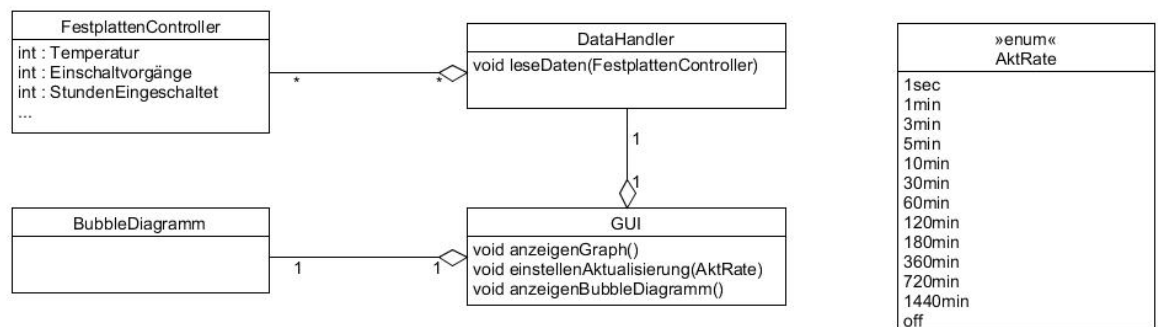 FestplattenController
int : Temperatur
int : Einschaltvorgänge
int : StundenEingeschaltet
...
*
*
DataHandler
void leseDaten(FestplattenController)
1
1
BubbleDiagramm
1
1
GUI
void anzeigenGraph()
void einstellenAktualisierung(AktRate)
void anzeigenBubbleDiagramm()
»enum«
AktRate
1sec
1min
3min
5min
10min
30min
60min
120min
180min
360min
720min
1440min
off